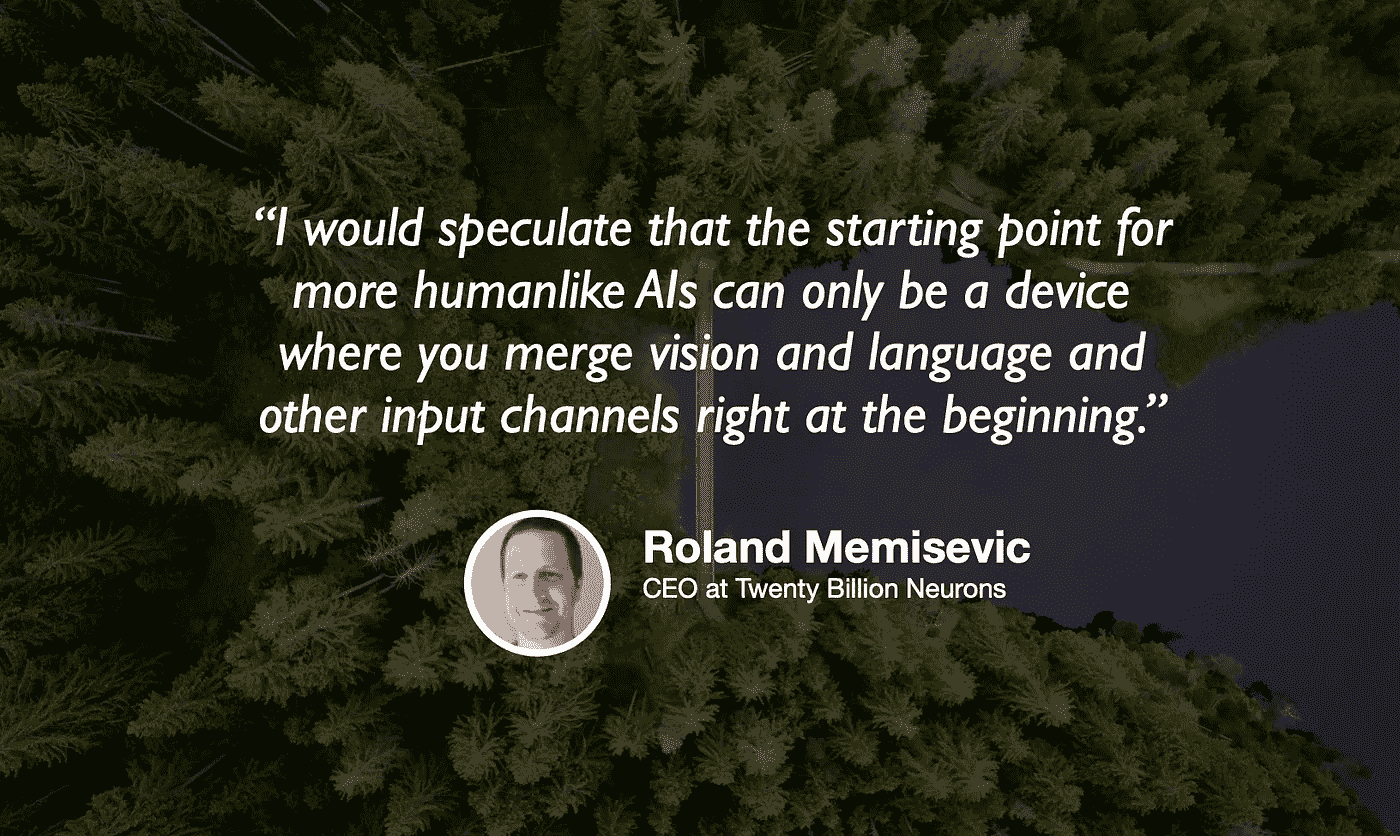 “I would speculate that the starting point for
more humanlike AIs can only be a device
where you merge vision and language and
other input channels right at the beginning.”
Roland Memisevic
CEO at Twenty Billion Neurons